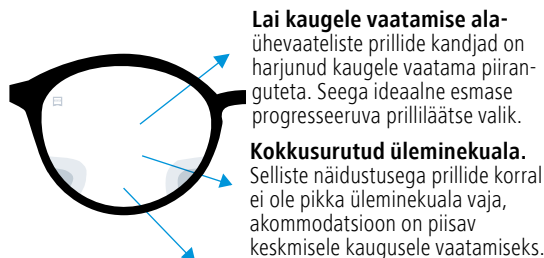 Lai kaugele vaatamise ala-
ühevaateliste prillide kandjad on
harjunud kaugele vaatama piiran-
guteta. Seega ideaalne esmase
progresseeruva prilliläätse valik.
Kokkusurutud üleminekuala.
Selliste näidustusega prillide korral
ei ole pikka üleminekuala vaja,
akommodatsioon on piisav
keskmisele kaugusele vaatamiseks.